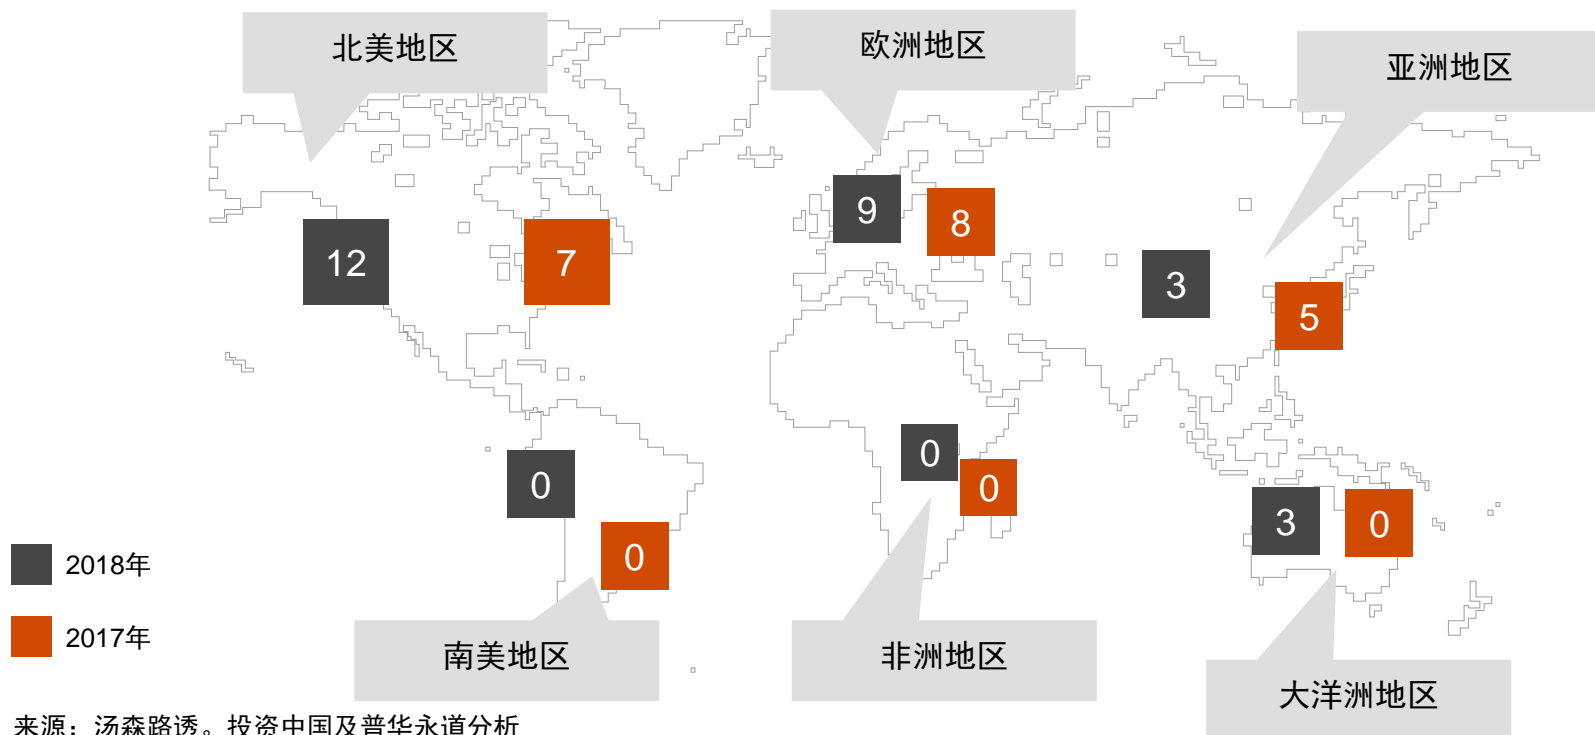 北美地区
欧洲地区
亚洲地区
9
8
12
7
3
5
0
0
0
3
0
0
2018年
2017年
南美地区
非洲地区
大洋洲地区
来源：汤森路透。投资中国及普华永道分析